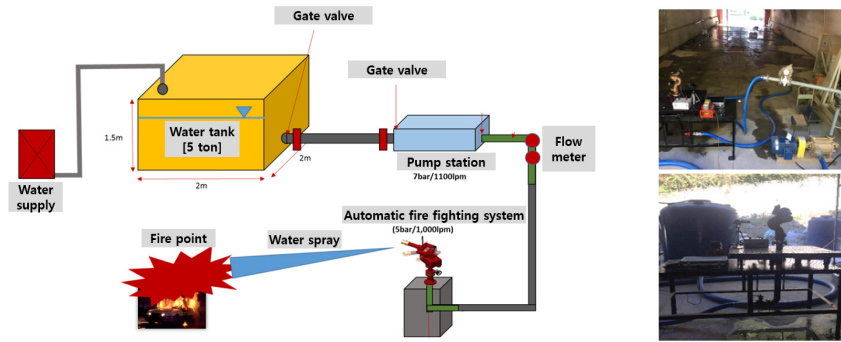 Gate valve
Gate valve
1.5m
Water tank
[5 ton]
2m
2m
Water
supply
Pump station
7bar/1100lpm
Flow
meter
Automatic fire fighting system
(5bar/1,000lpm)
Fire point
Water spray